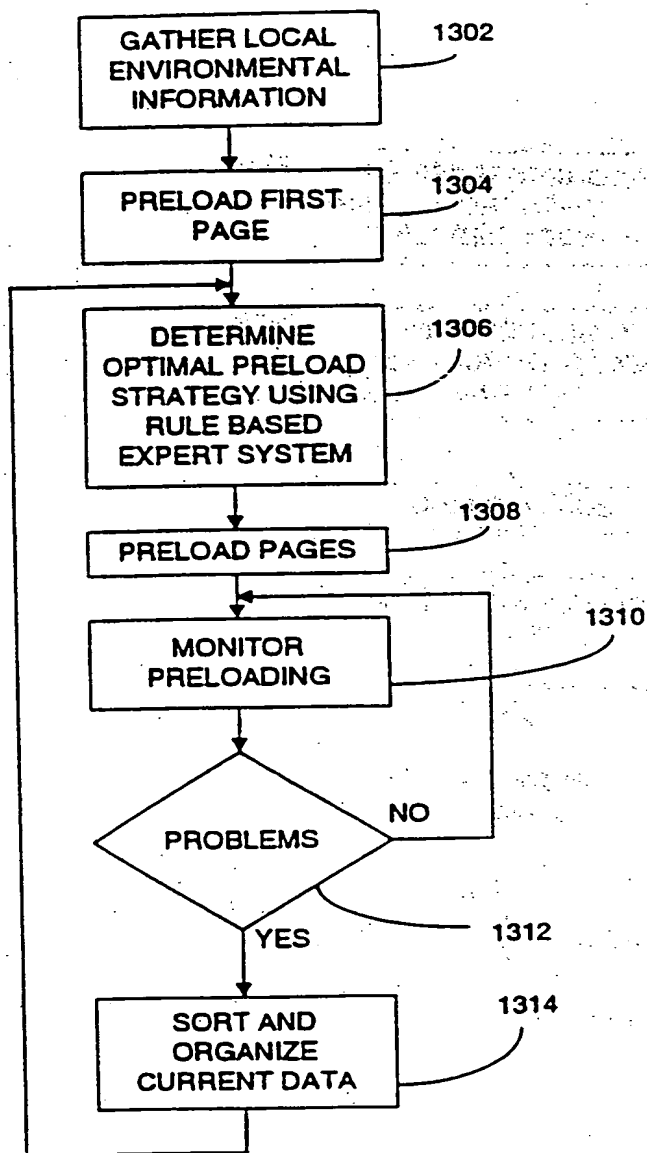 GATHER LOCAL
ENVIRONMENTAL
INFORMATION
1302
PRELOAD FIRST
PAGE
1304
DETERMINE
OPTIMAL PRELOAD
STRATEGY USING
RULE BASED
EXPERT SYSTEM
1306
PRELOAD PAGES
1308
MONITOR
PRELOADING
1310
PROBLEMS
NO
YES
1312
SORT AND
ORGANIZE
CURRENT DATA
1314